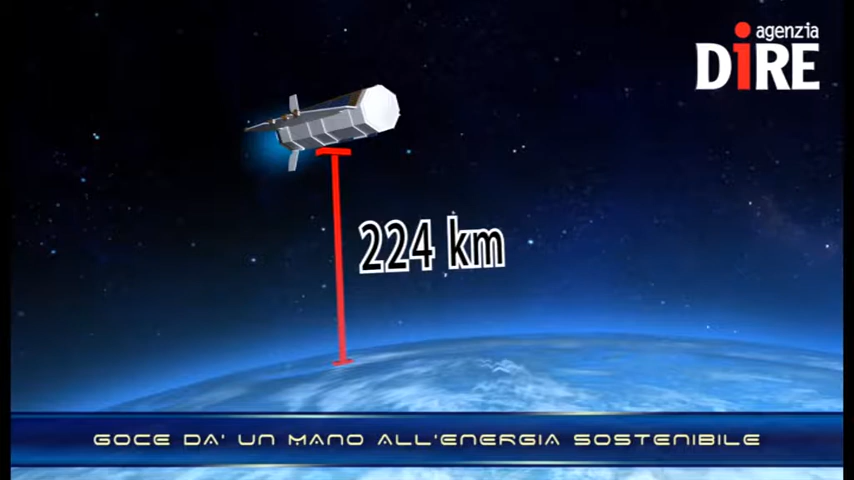 agenzia
DiRE
224 km
GOCE DA' UN MANO ALL'ENERGIA SOSTENIBILE